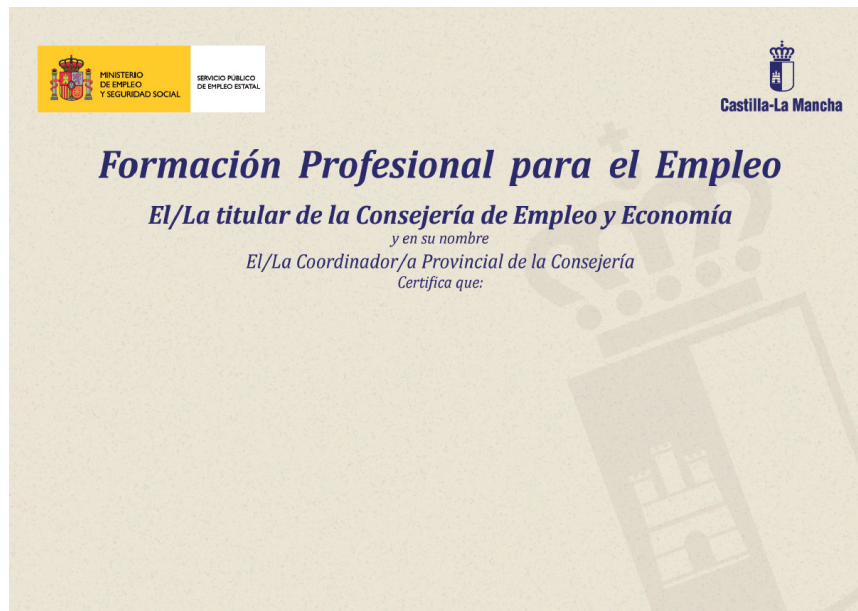 MINISTERIO
DE EMPLEO
Y SEGURIDAD SOCIAL
SERVICIO PÚBLICO
DE EMPLEO ESTATAL
Castilla-La Mancha
Formación Profesional para el Empleo
El/La titular de la Consejería de Empleo y Economía
y en su nombre
El/La Coordinador/a Provincial de la Consejería
Certifica que: